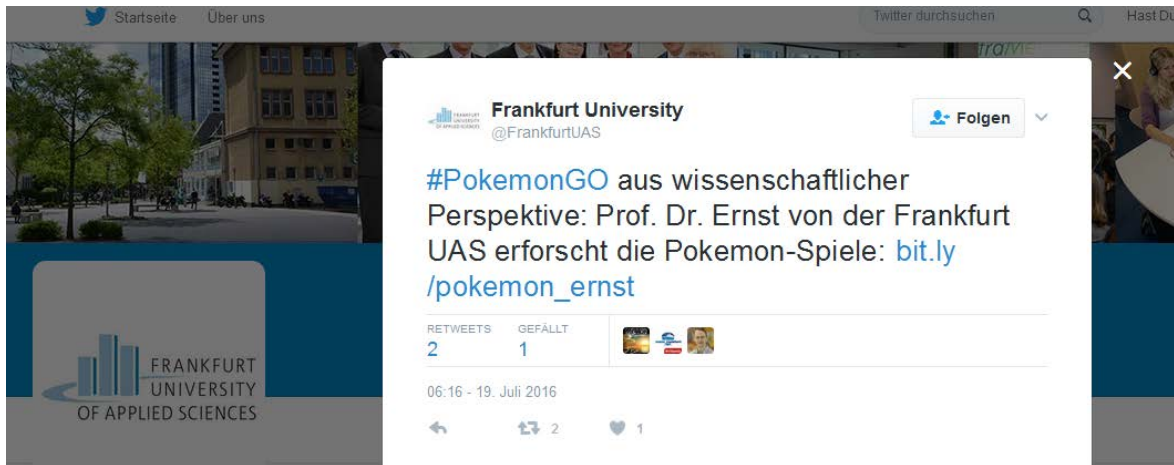 Startseite Über uns
Twitter durchsuchen
Hast Du
fraME
Frankfurt University
@FrankfurtUAS
Folgen
#PokemonGO aus wissenschaftlicher
Perspektive: Prof. Dr. Ernst von der Frankfurt
UAS erforscht die Pokemon-Spiele: bit.ly
/pokemon_ernst
RETWEETS GEFÄLLT
2 1
06:16 - 19. Juli 2016
2 1
FRANKFURT
UNIVERSITY
OF APPLIED SCIENCES